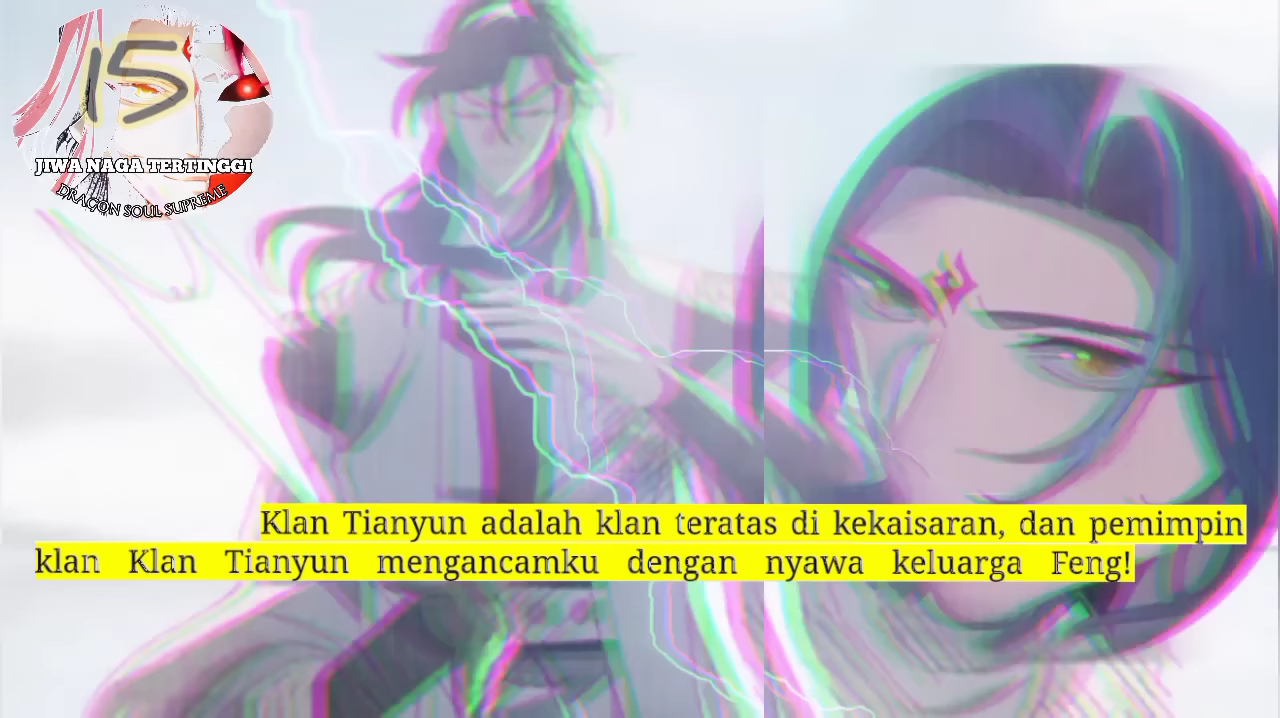 15
JIWA NAGA TERTINGGI
DRAGON SOUL SUPREME
Klan Tianyun adalah klan teratas di kekaisaran, dan pemimpin
klan Klan Tianyun mengancamku dengan nyawa keluarga Feng!